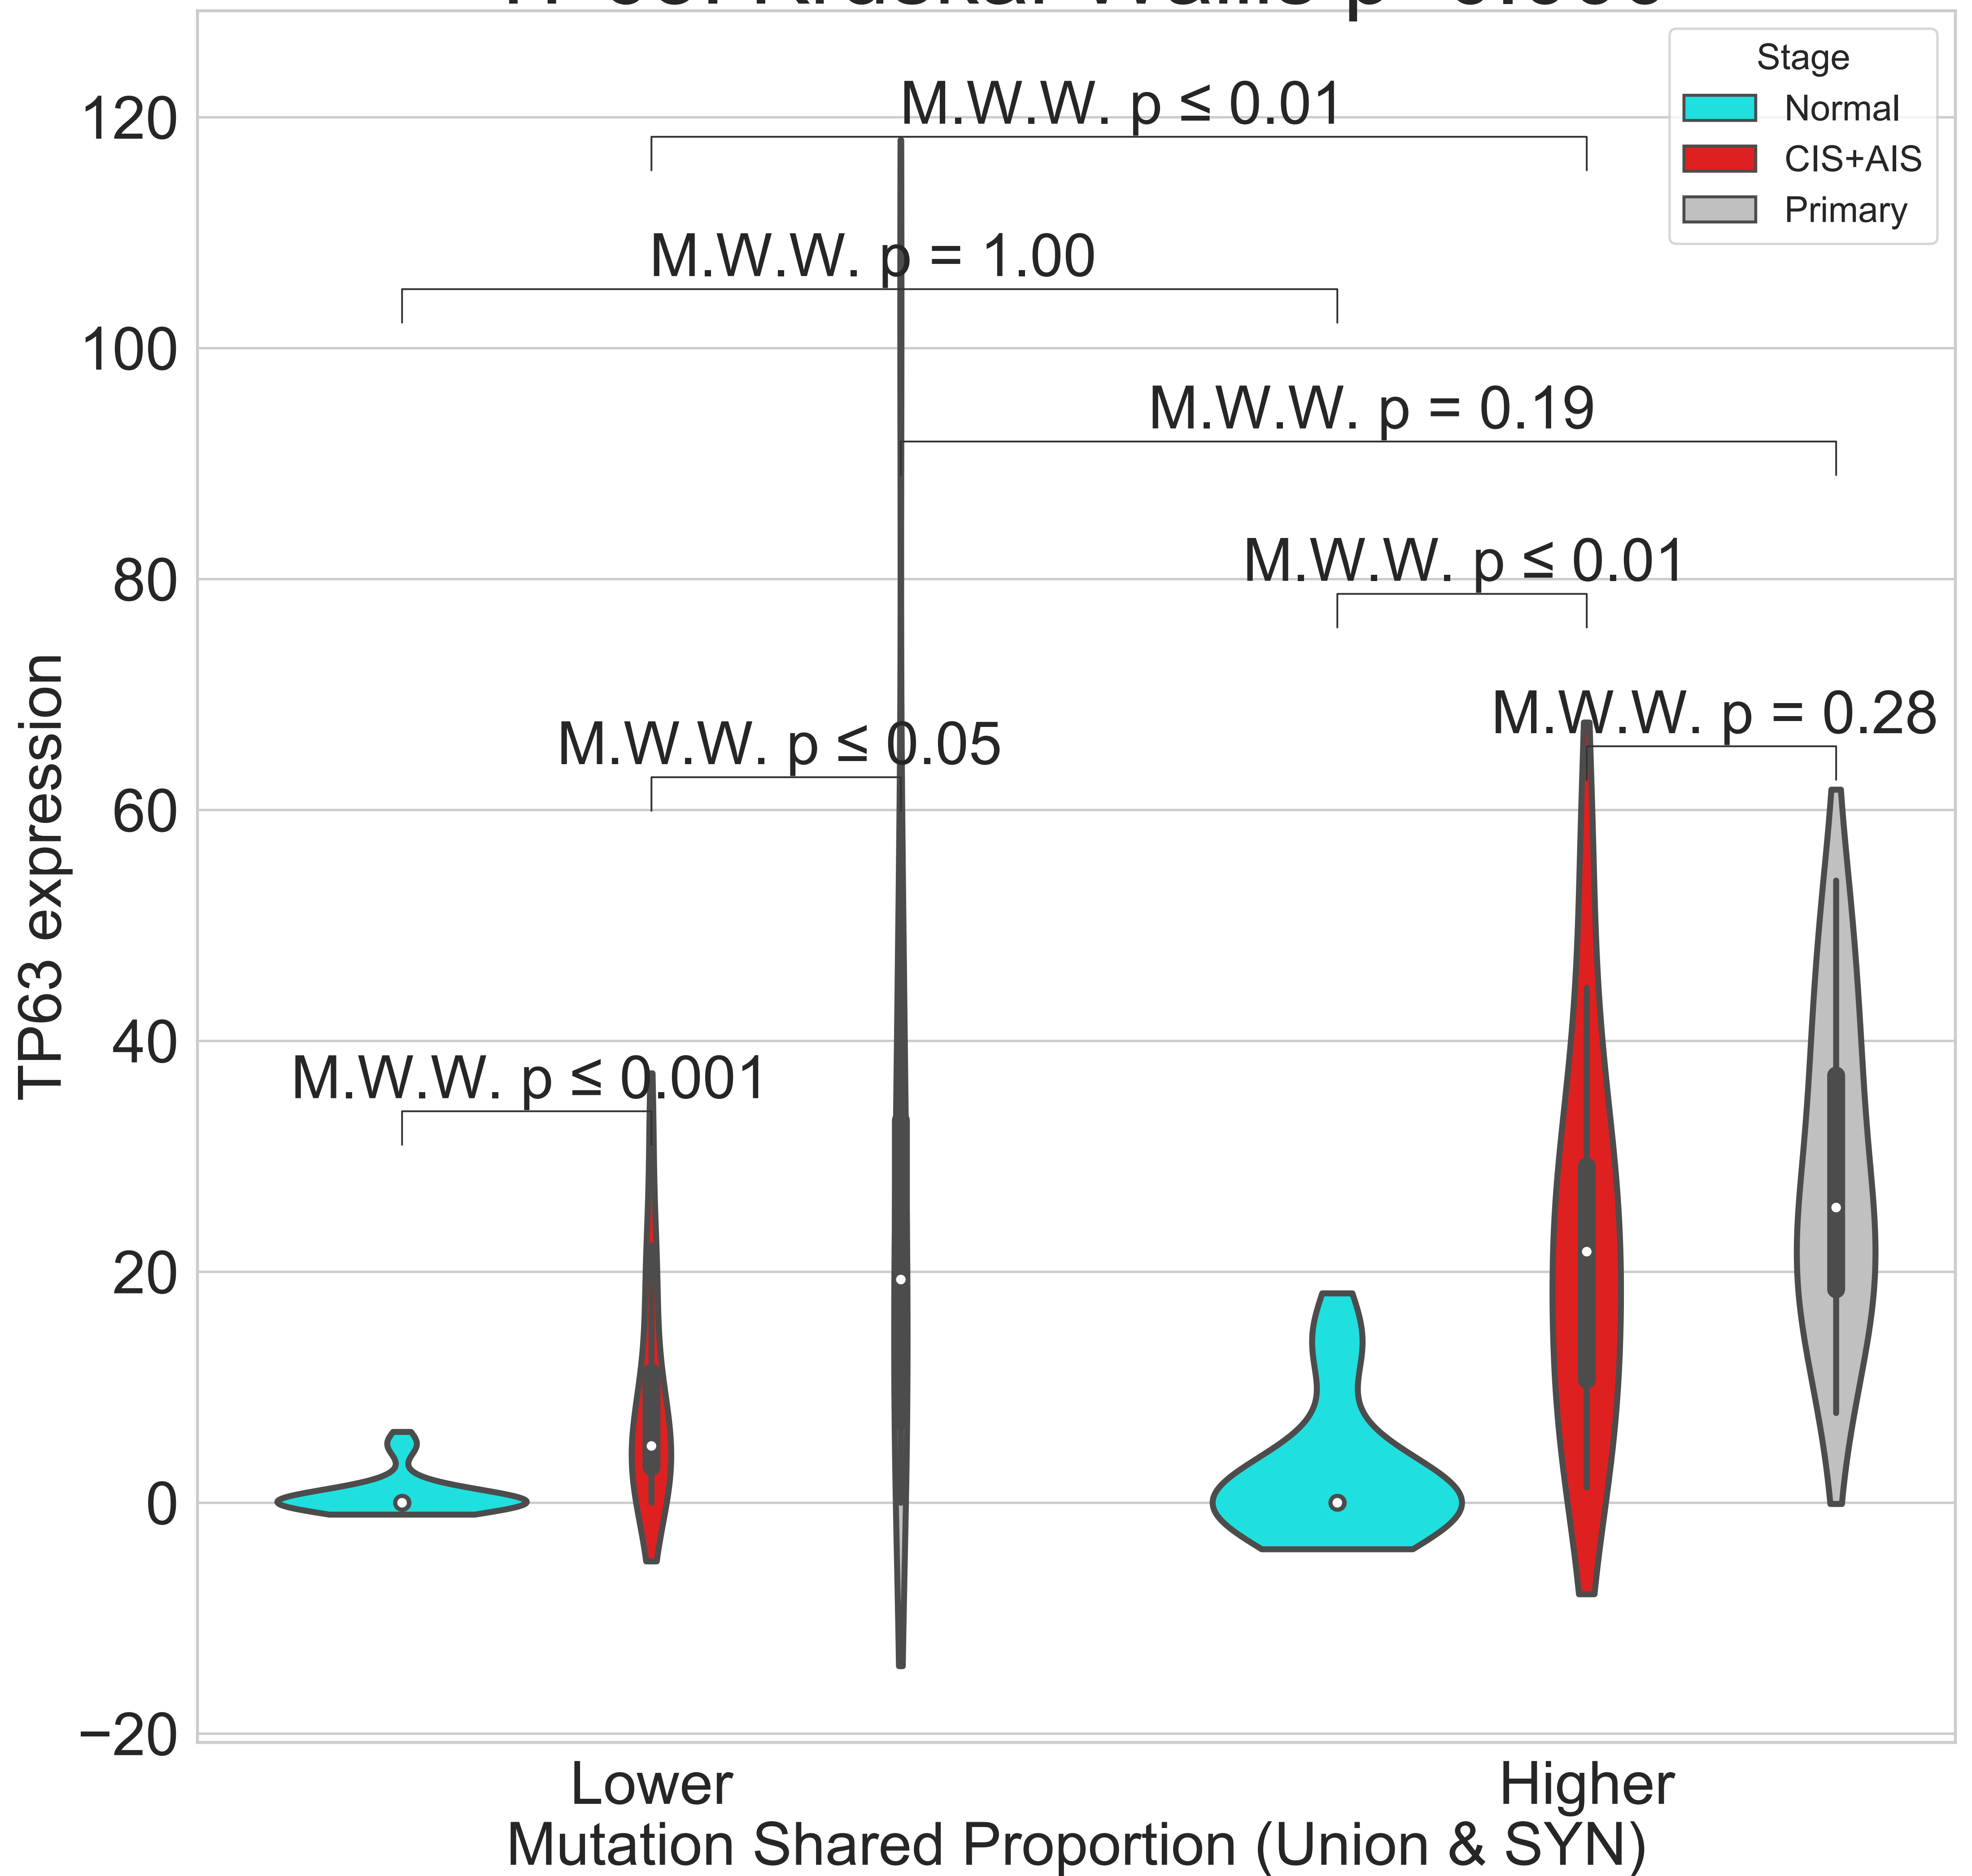 Stage
Normal
CIS+AIS
Primary
M.W.W. p ≤ 0.01
M.W.W. p = 1.00
M.W.W. p = 0.19
M.W.W. p ≤ 0.01
M.W.W. p = 0.28
M.W.W. p ≤ 0.05
M.W.W. p ≤ 0.001
120
100
80
60
40
20
0
−20
TP63 expression
Lower
Higher
Mutation Shared Proportion (Union & SYN)